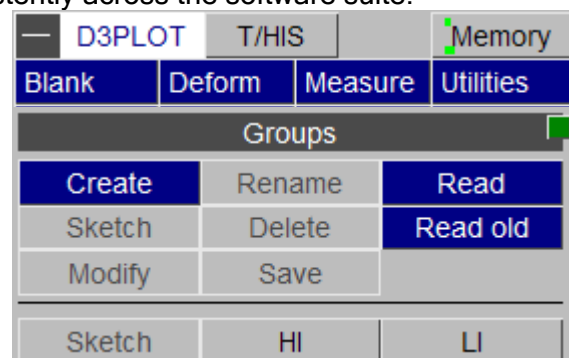 stently across the software suite.
D3PLOT T/HIS Memory
Blank Deform Measure Utilities
Groups
Create Rename Read
Sketch Delete Read old
Modify Save
Sketch HI LI